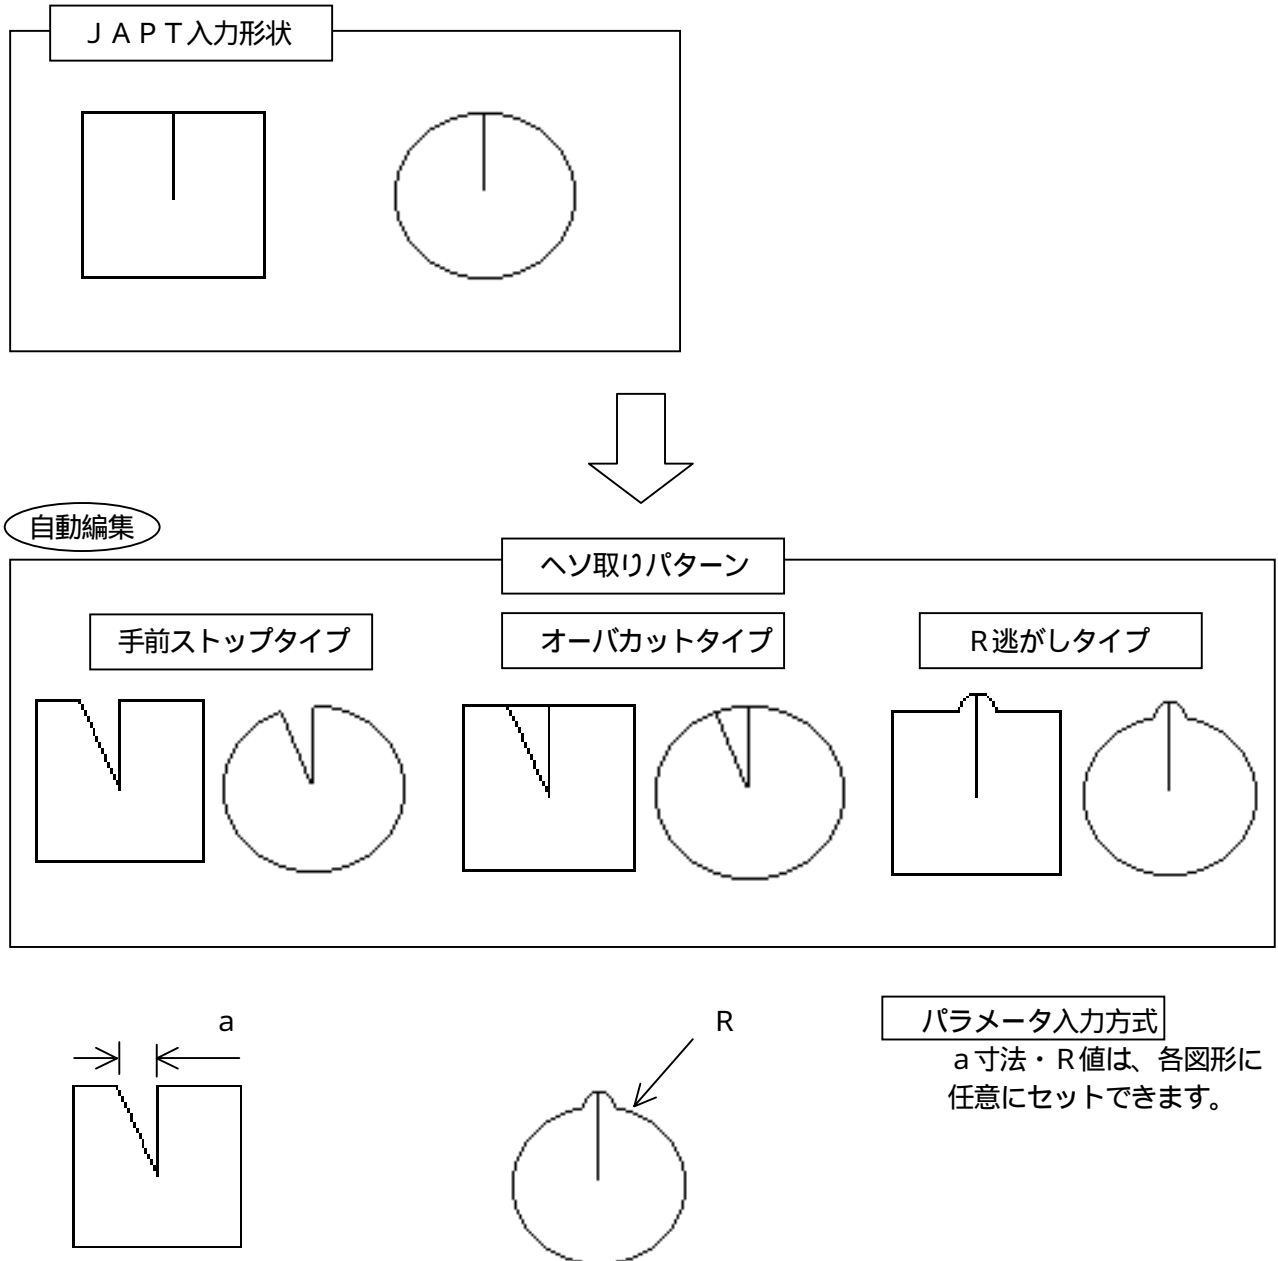 ＪＡＰＴ入力形状
自動編集
ヘソ取りパターン
手前ストップタイプ
オーバカットタイプ
Ｒ逃がしタイプ
a
R
パラメータ入力方式
ａ寸法・Ｒ値は、各図形に
任意にセットできます。